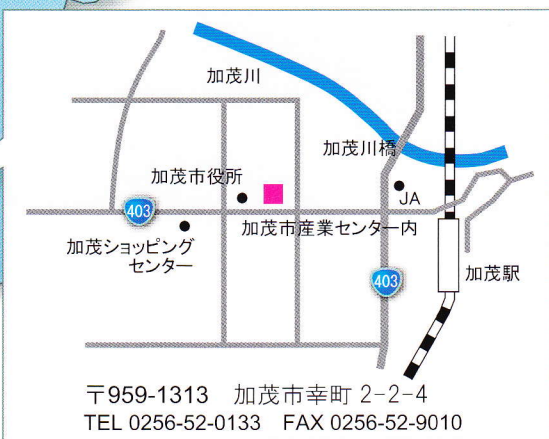 加茂川
加茂川橋
加茂市役所
JA
403
加茂市産業センター内
加茂ショッピング
センター
403
加茂駅
〒959-1313　加茂市幸町 2-2-4
TEL 0256-52-0133　FAX 0256-52-9010